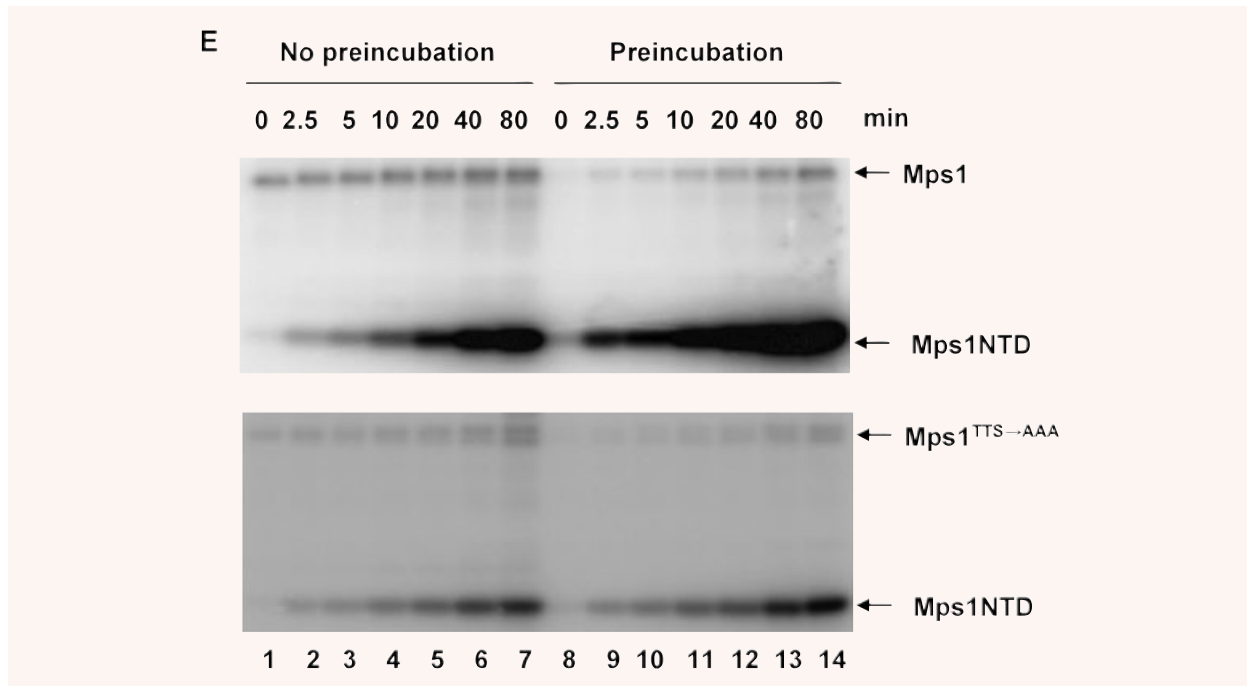 E
No preincubation Preincubation
0 2.5 5 10 20 40 80 0 2.5 5 10 20 40 80 min
Mps1
Mps1NTD
Mps1TTS→AAA
Mps1NTD
1 2 3 4 5 6 7 8 9 10 11 12 13 14